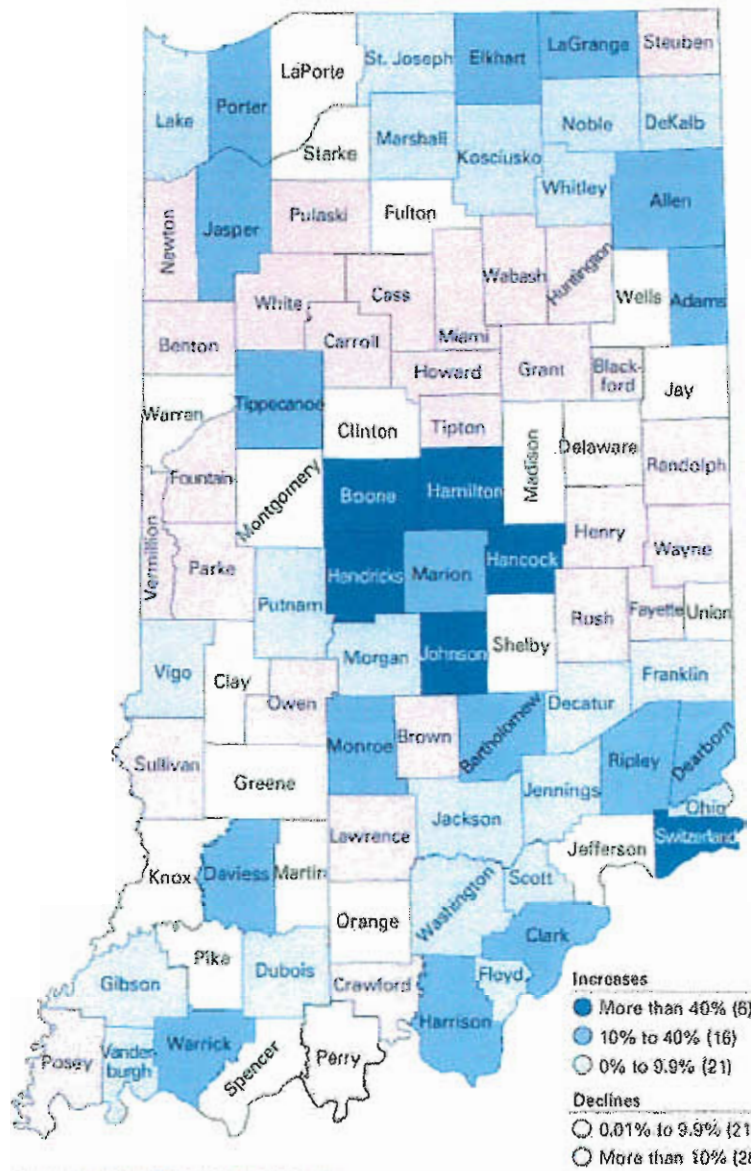 LaPorte
St. Joseph
Elkhart
LaGrange
Steuben
Lake
Porter
Starke
Marshall
Kosciusko
Noble
DeKalb
Whitley
Allen
Newton
Jasper
Pulaski
Fulton
White
Cass
Miami
Wabash
Huntington
Wells
Adams
Benton
Carroll
Howard
Grant
Black-
ford
Jay
Warren
Tippecanoe
Clinton
Tipton
Madison
Delaware
Randolph
Fountain
Montgomery
Boone
Hamilton
Henry
Wayne
Vermillion
Parke
Putnam
Hendricks
Marion
Hancock
Rush
Fayette
Union
Vigo
Clay
Owen
Morgan
Johnson
Shelby
Decatur
Franklin
Sullivan
Greene
Monroe
Brown
Bartholomew
Jennings
Ripley
Dearborn
Ohio
Switzerland
Jefferson
Lawrence
Jackson
Knox
Daviess
Martin
Orange
Washington
Scott
Clark
Floyd
Harrison
Crawford
Gibson
Pike
Dubois
Posey
Vander-
burgh
Warrick
Spencer
Perry
Increases
More than 40% (6)
10% to 40% (16)
0% to 9.9% (21)
Declines
0.01% to 9.9% (21
More than 10% (28